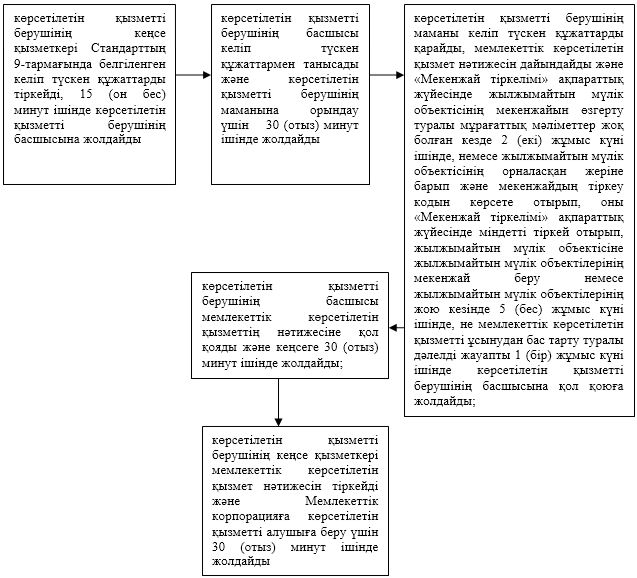 көрсетілетін қызметті
берушінің кеңсе
қызметкері Стандарттың
9-тармағында белгіленген
келіп түскен құжаттарды
тіркейді, 15 (он бес)
минут ішінде көрсетілетін
қызметті берушінің
басшысына жолдайды
көрсетілетін қызметті
берушінің басшысы
келіп түскен
құжаттармен танысады
және көрсетілетін
қызметті берушінің
маманына орындау
үшін 30 (отыз) минут
ішінде жолдайды
көрсетілетін қызметті берушінің
маманы келіп түскен құжаттарды
қарайды, мемлекеттік көрсетілетін
қызмет нәтижесін дайындайды және
«Мекенжай тіркелімі» ақпараттық
жүйесінде жылжымайтын мүлік
объектісінің мекенжайын өзгерту
туралы мұрағаттық мәліметтер жоқ
болған кезде 2 (екі) жұмыс күні
ішінде, немесе жылжымайтын мүлік
объектісінің орналасқан жеріне
барып және мекенжайдың тіркеу
кодын көрсете отырып, оны
«Мекенжай тіркелімі» ақпараттық
жүйесінде міндетті тіркей отырып,
жылжымайтын мүлік объектісіне
жылжымайтын мүлік объектілерінің
мекенжай беру немесе
жылжымайтын мүлік объектілерінің
жою кезінде 5 (бес) жұмыс күні
ішінде, не мемлекеттік көрсетілетін
қызметті ұсынудан бас тарту туралы
дәлелді жауапты 1 (бір) жұмыс күні
ішінде көрсетілетін қызметті
берушінің басшысына қол қоюға
жолдайды;
көрсетілетін қызметті
берушінің басшысы
мемлекеттік көрсетілетін
қызметтің нәтижесіне қол
қояды және кеңсеге 30 (отыз)
минут ішінде жолдайды;
көрсетілетін қызметті
берушінің кеңсе қызметкері
мемлекеттік көрсетілетін
қызмет нәтижесін тіркейді
және Мемлекеттік
корпорацияға көрсетілетін
қызметті алушыға беру үшін
30 (отыз) минут ішінде
жолдайды